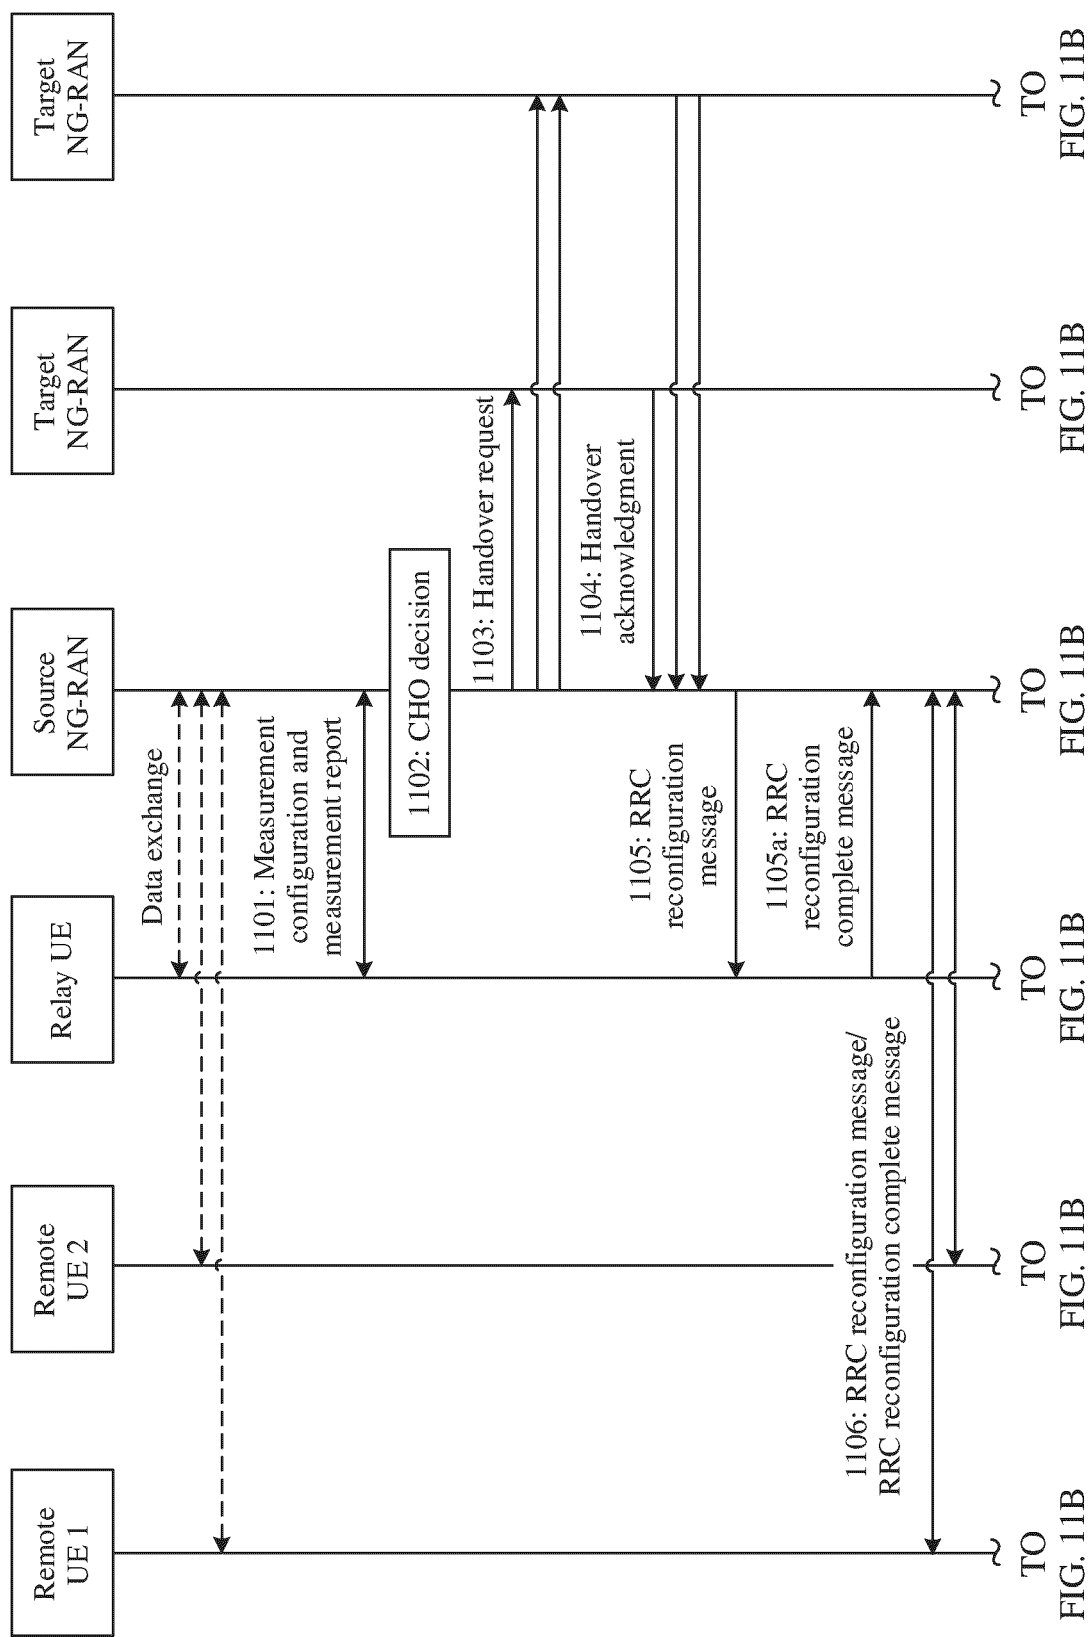 Remote
UE 1
Remote
UE 2
Relay UE
Source
NG-RAN
Target
NG-RAN
Target
NG-RAN
Data exchange
1101: Measurement
configuration and
measurement report
1102: CHO decision
1103: Handover request
1104: Handover
acknowledgment
1105: RRC
reconfiguration
message
1105a: RRC
reconfiguration
complete message
1106: RRC reconfiguration message/
RRC reconfiguration complete message
TO
FIG. 11B
TO
FIG. 11B
TO
FIG. 11B
TO
FIG. 11B
TO
FIG. 11B
TO
FIG. 11B